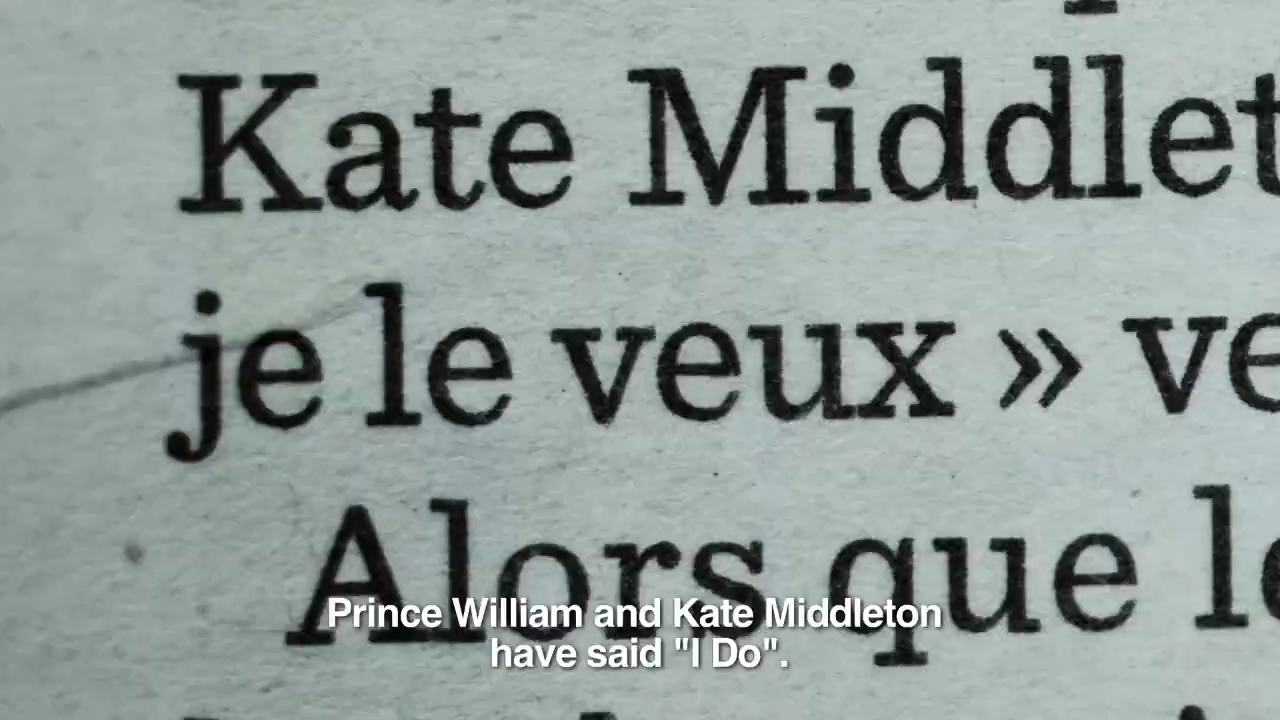 Kate Middlet
je le veux » ve
Alors que l
Prince William and Kate Middleton
have said "I Do".